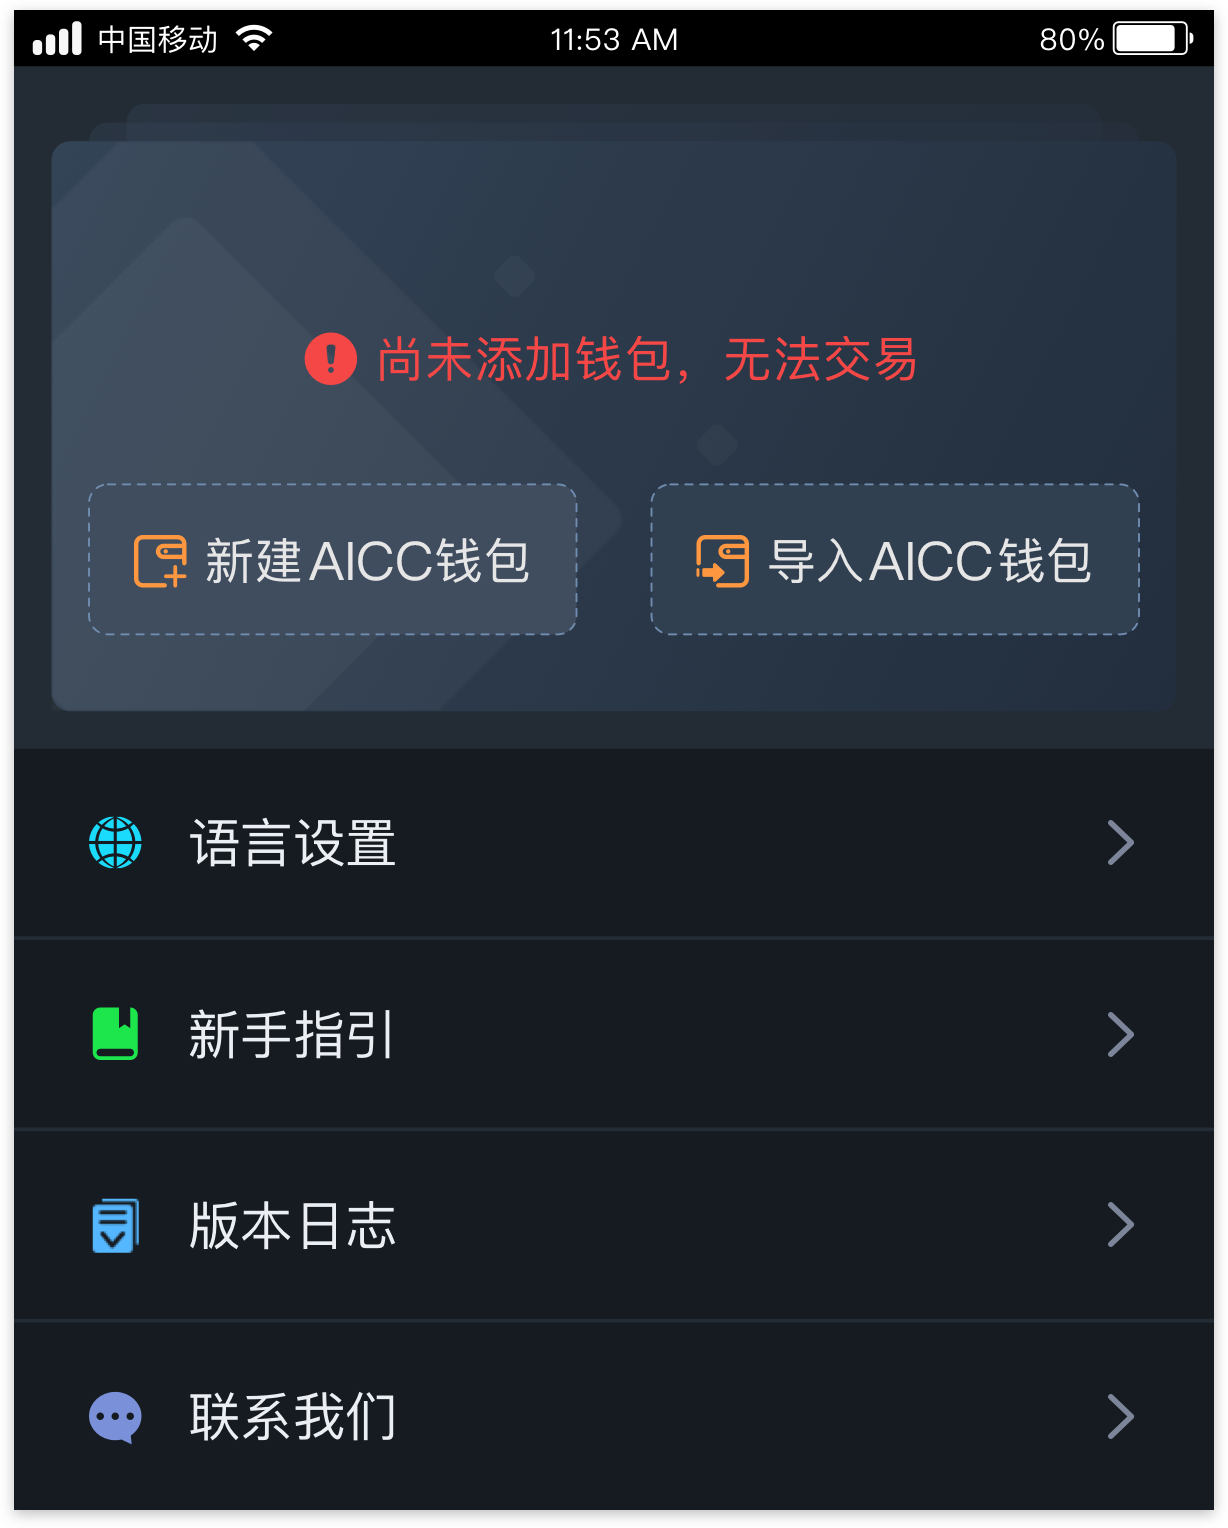 中国移动 11:53 AM 80%
尚未添加钱包，无法交易
新建AICC钱包 导入AICC钱包
语言设置
新手指引
版本日志
联系我们